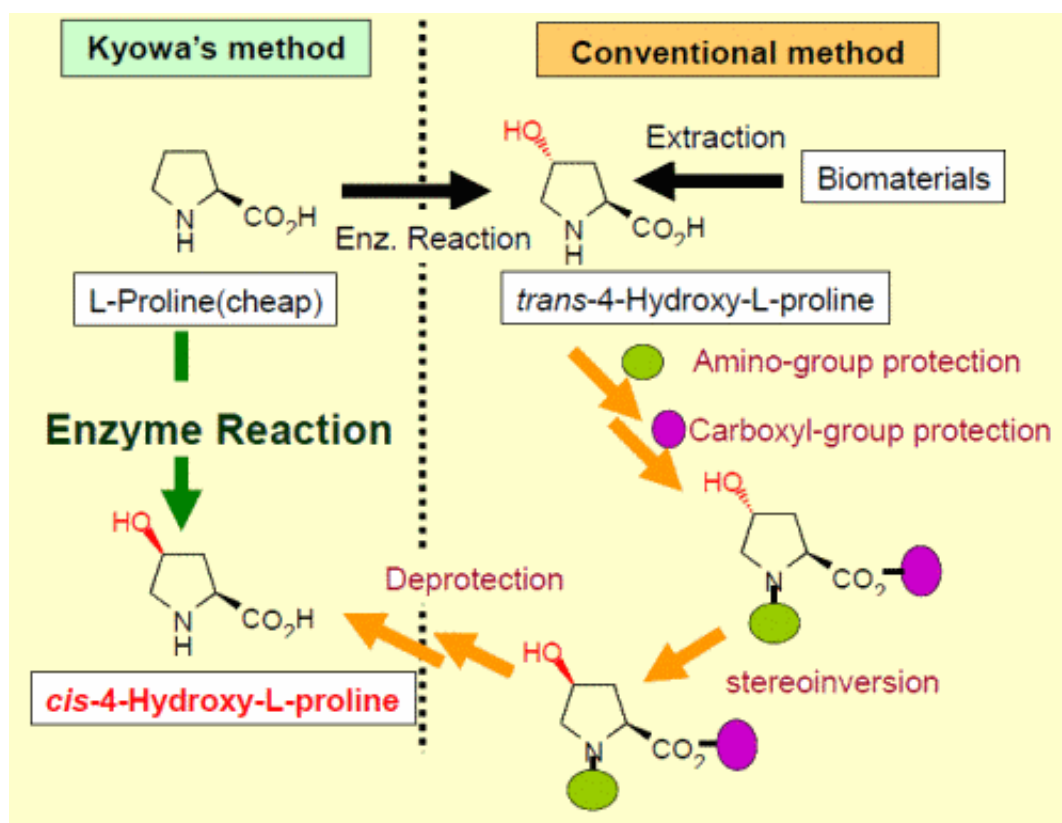 Kyowa's method
Conventional method
HO
Extraction
Biomaterials
N
H
CO2H
Enz. Reaction
N
H
CO2H
L-Proline(cheap)
trans-4-Hydroxy-L-proline
Amino-group protection
Enzyme Reaction
Carboxyl-group protection
HO
HO
N
CO2
Deprotection
N
H
CO2H
HO
stereoinversion
cis-4-Hydroxy-L-proline
N
CO2